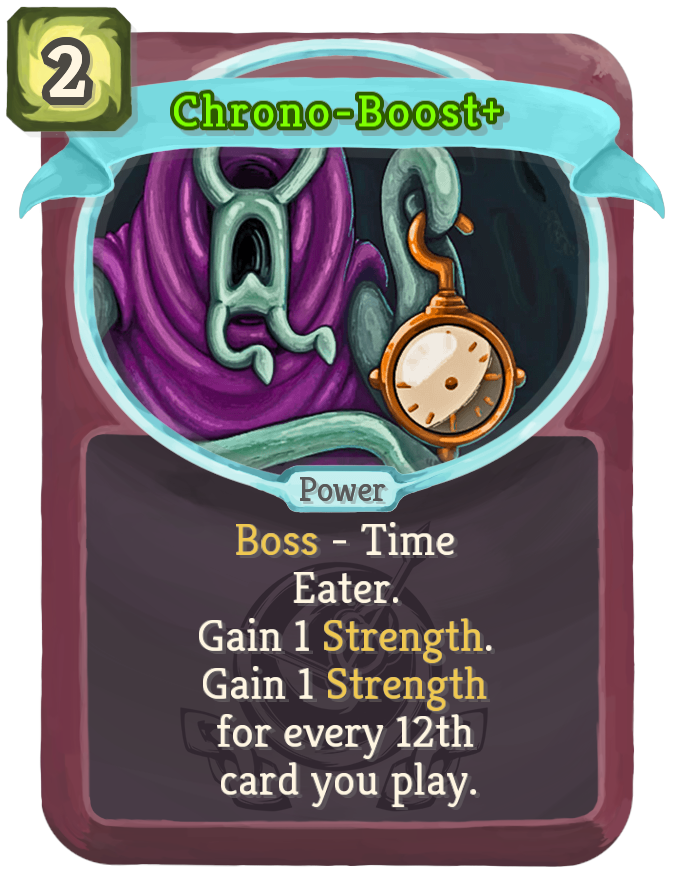 2
Chrono-Boost+
Power
Boss - Time
Eater.
Gain 1 Strength.
Gain 1 Strength
for every 12th
card you play.